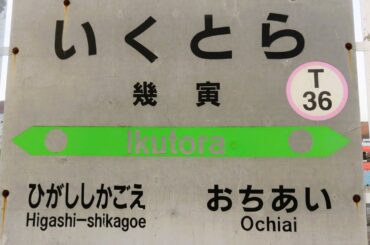 いくとら
幾寅
T
36
Ikutora
ひがししかごえ
Higashi-shikagoe
おちあい
Ochiai